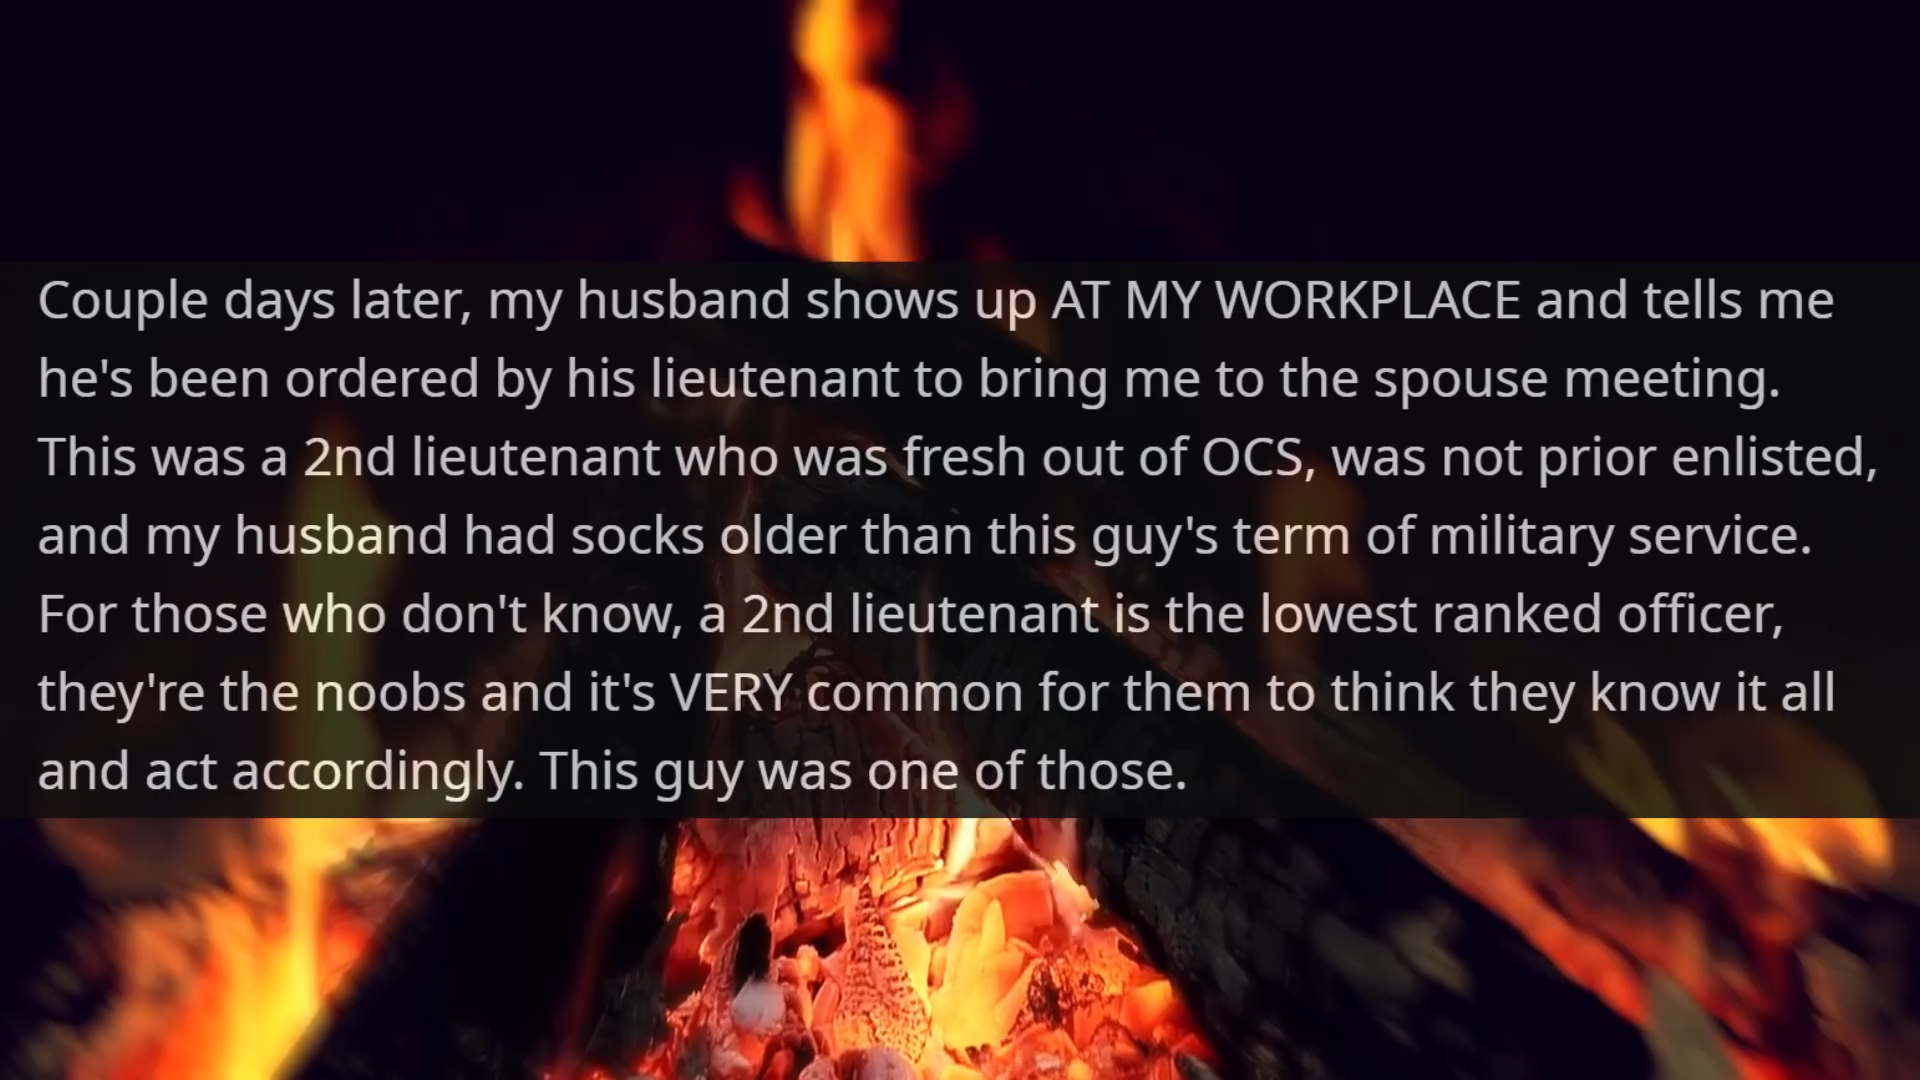 Couple days later, my husband shows up AT MY WORKPLACE and tells me
he's been ordered by his lieutenant to bring me to the spouse meeting.
This was a 2nd lieutenant who was fresh out of OCS, was not prior enlisted,
and my husband had socks older than this guy's term of military service.
For those who don't know, a 2nd lieutenant is the lowest ranked officer,
they're the noobs and it's VERY common for them to think they know it all
and act accordingly. This guy was one of those.